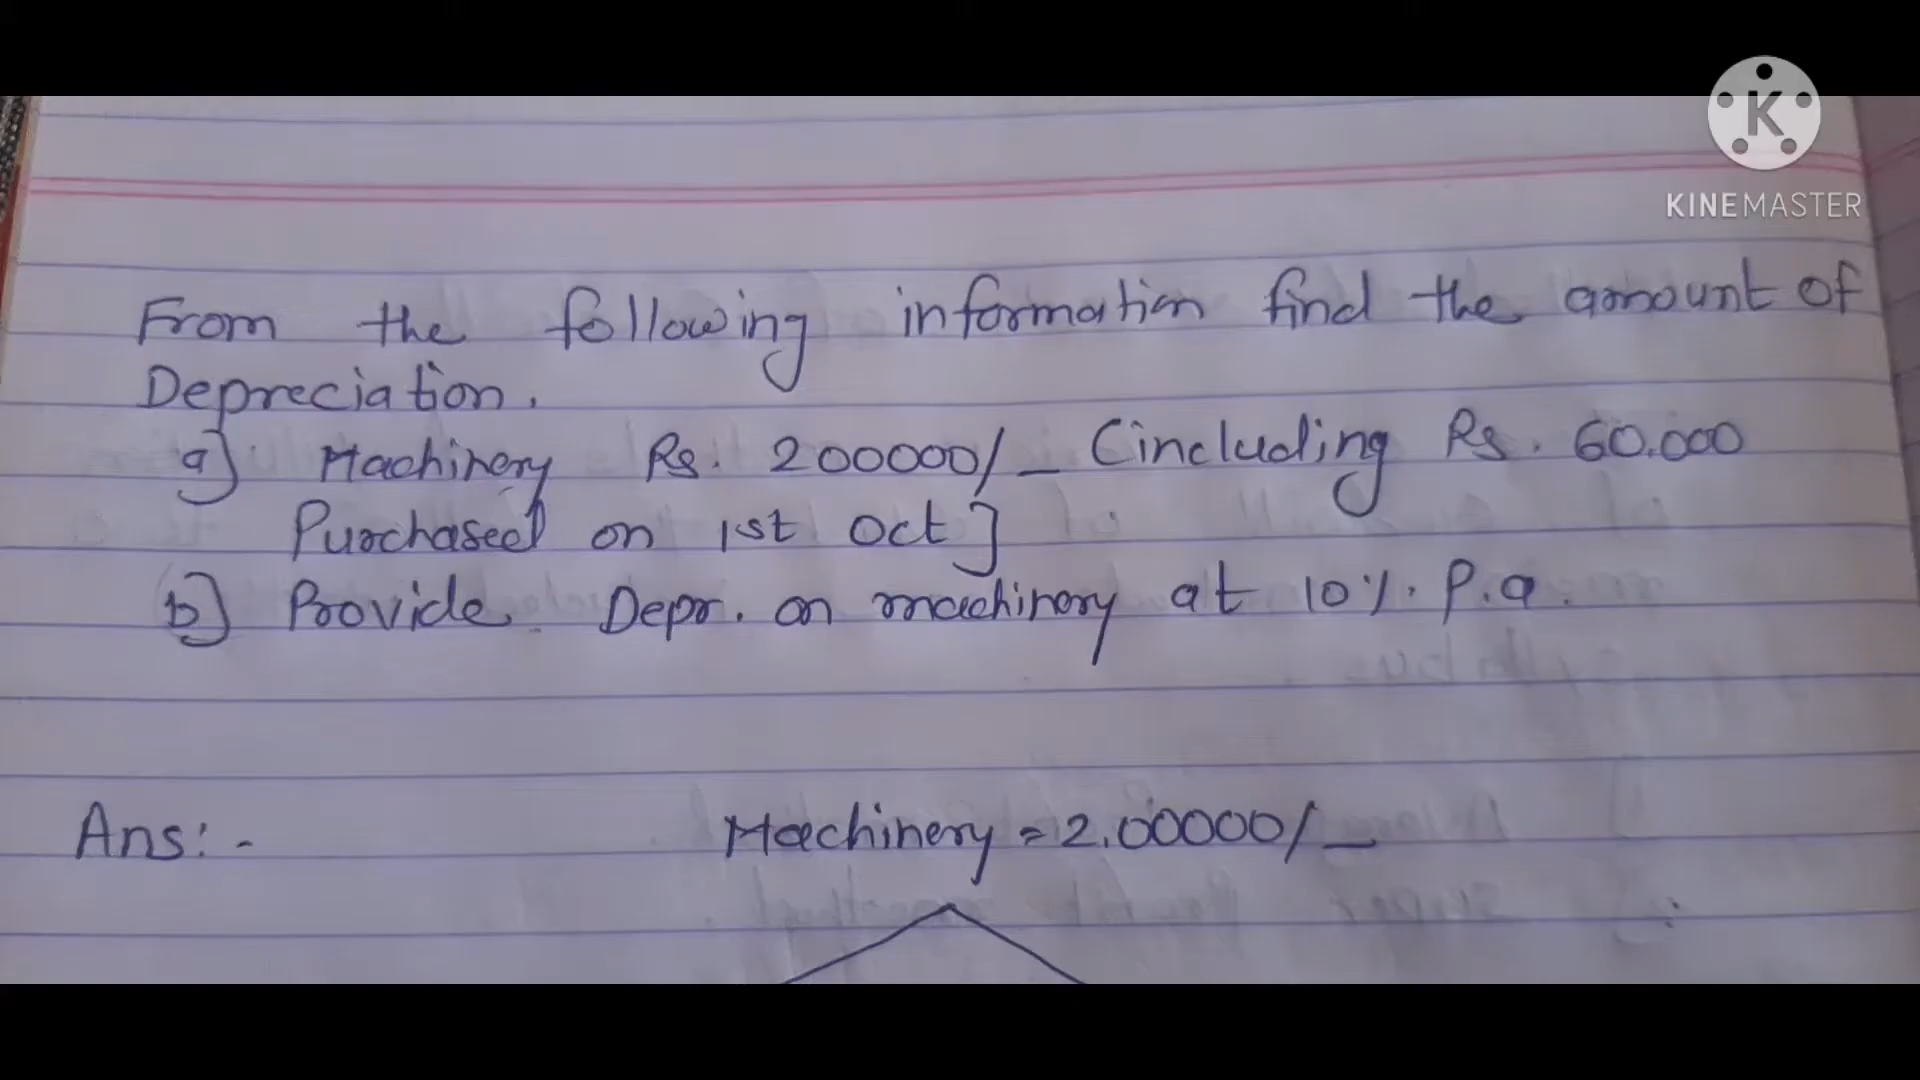 K
KINEMASTER
From the following information find the amount of
Depreciation.
a] Machinery Rs. 200000/- (including Rs. 60.000
Purchased on 1st Oct]
b] Provide Depr. on machinery at 10%. P.a.
Ans:- Machinery = 2.00000/-